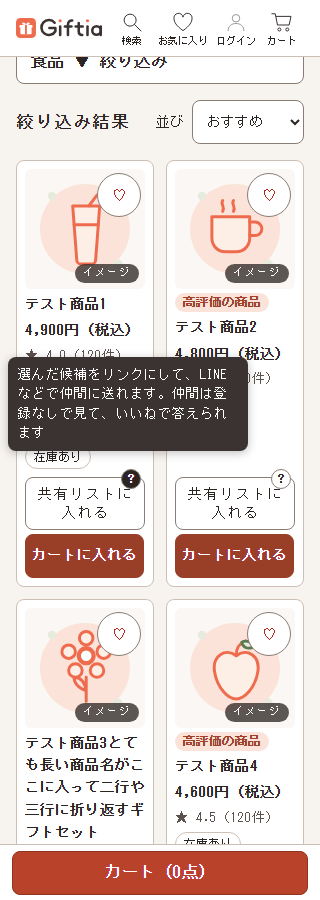 Giftia
検索
お気に入り
ログイン
カート
食品 ▼ 絞り込み
絞り込み結果
並び
おすすめ
イメージ
テスト商品1
4,900円（税込）
★ 4.0（120件）
イメージ
高評価の商品
テスト商品2
4,800円（税込）
0件）
選んだ候補をリンクにして、LINE
などで仲間に送れます。仲間は登
録なしで見て、いいねで答えられ
ます
在庫あり
?
共有リストに
入れる
カートに入れる
?
共有リストに
入れる
カートに入れる
イメージ
テスト商品3とて
も長い商品名がこ
こに入って二行や
三行に折り返すギ
フトセット
イメージ
高評価の商品
テスト商品4
4,600円（税込）
★ 4.5（120件）
在庫あり
カート（0点）